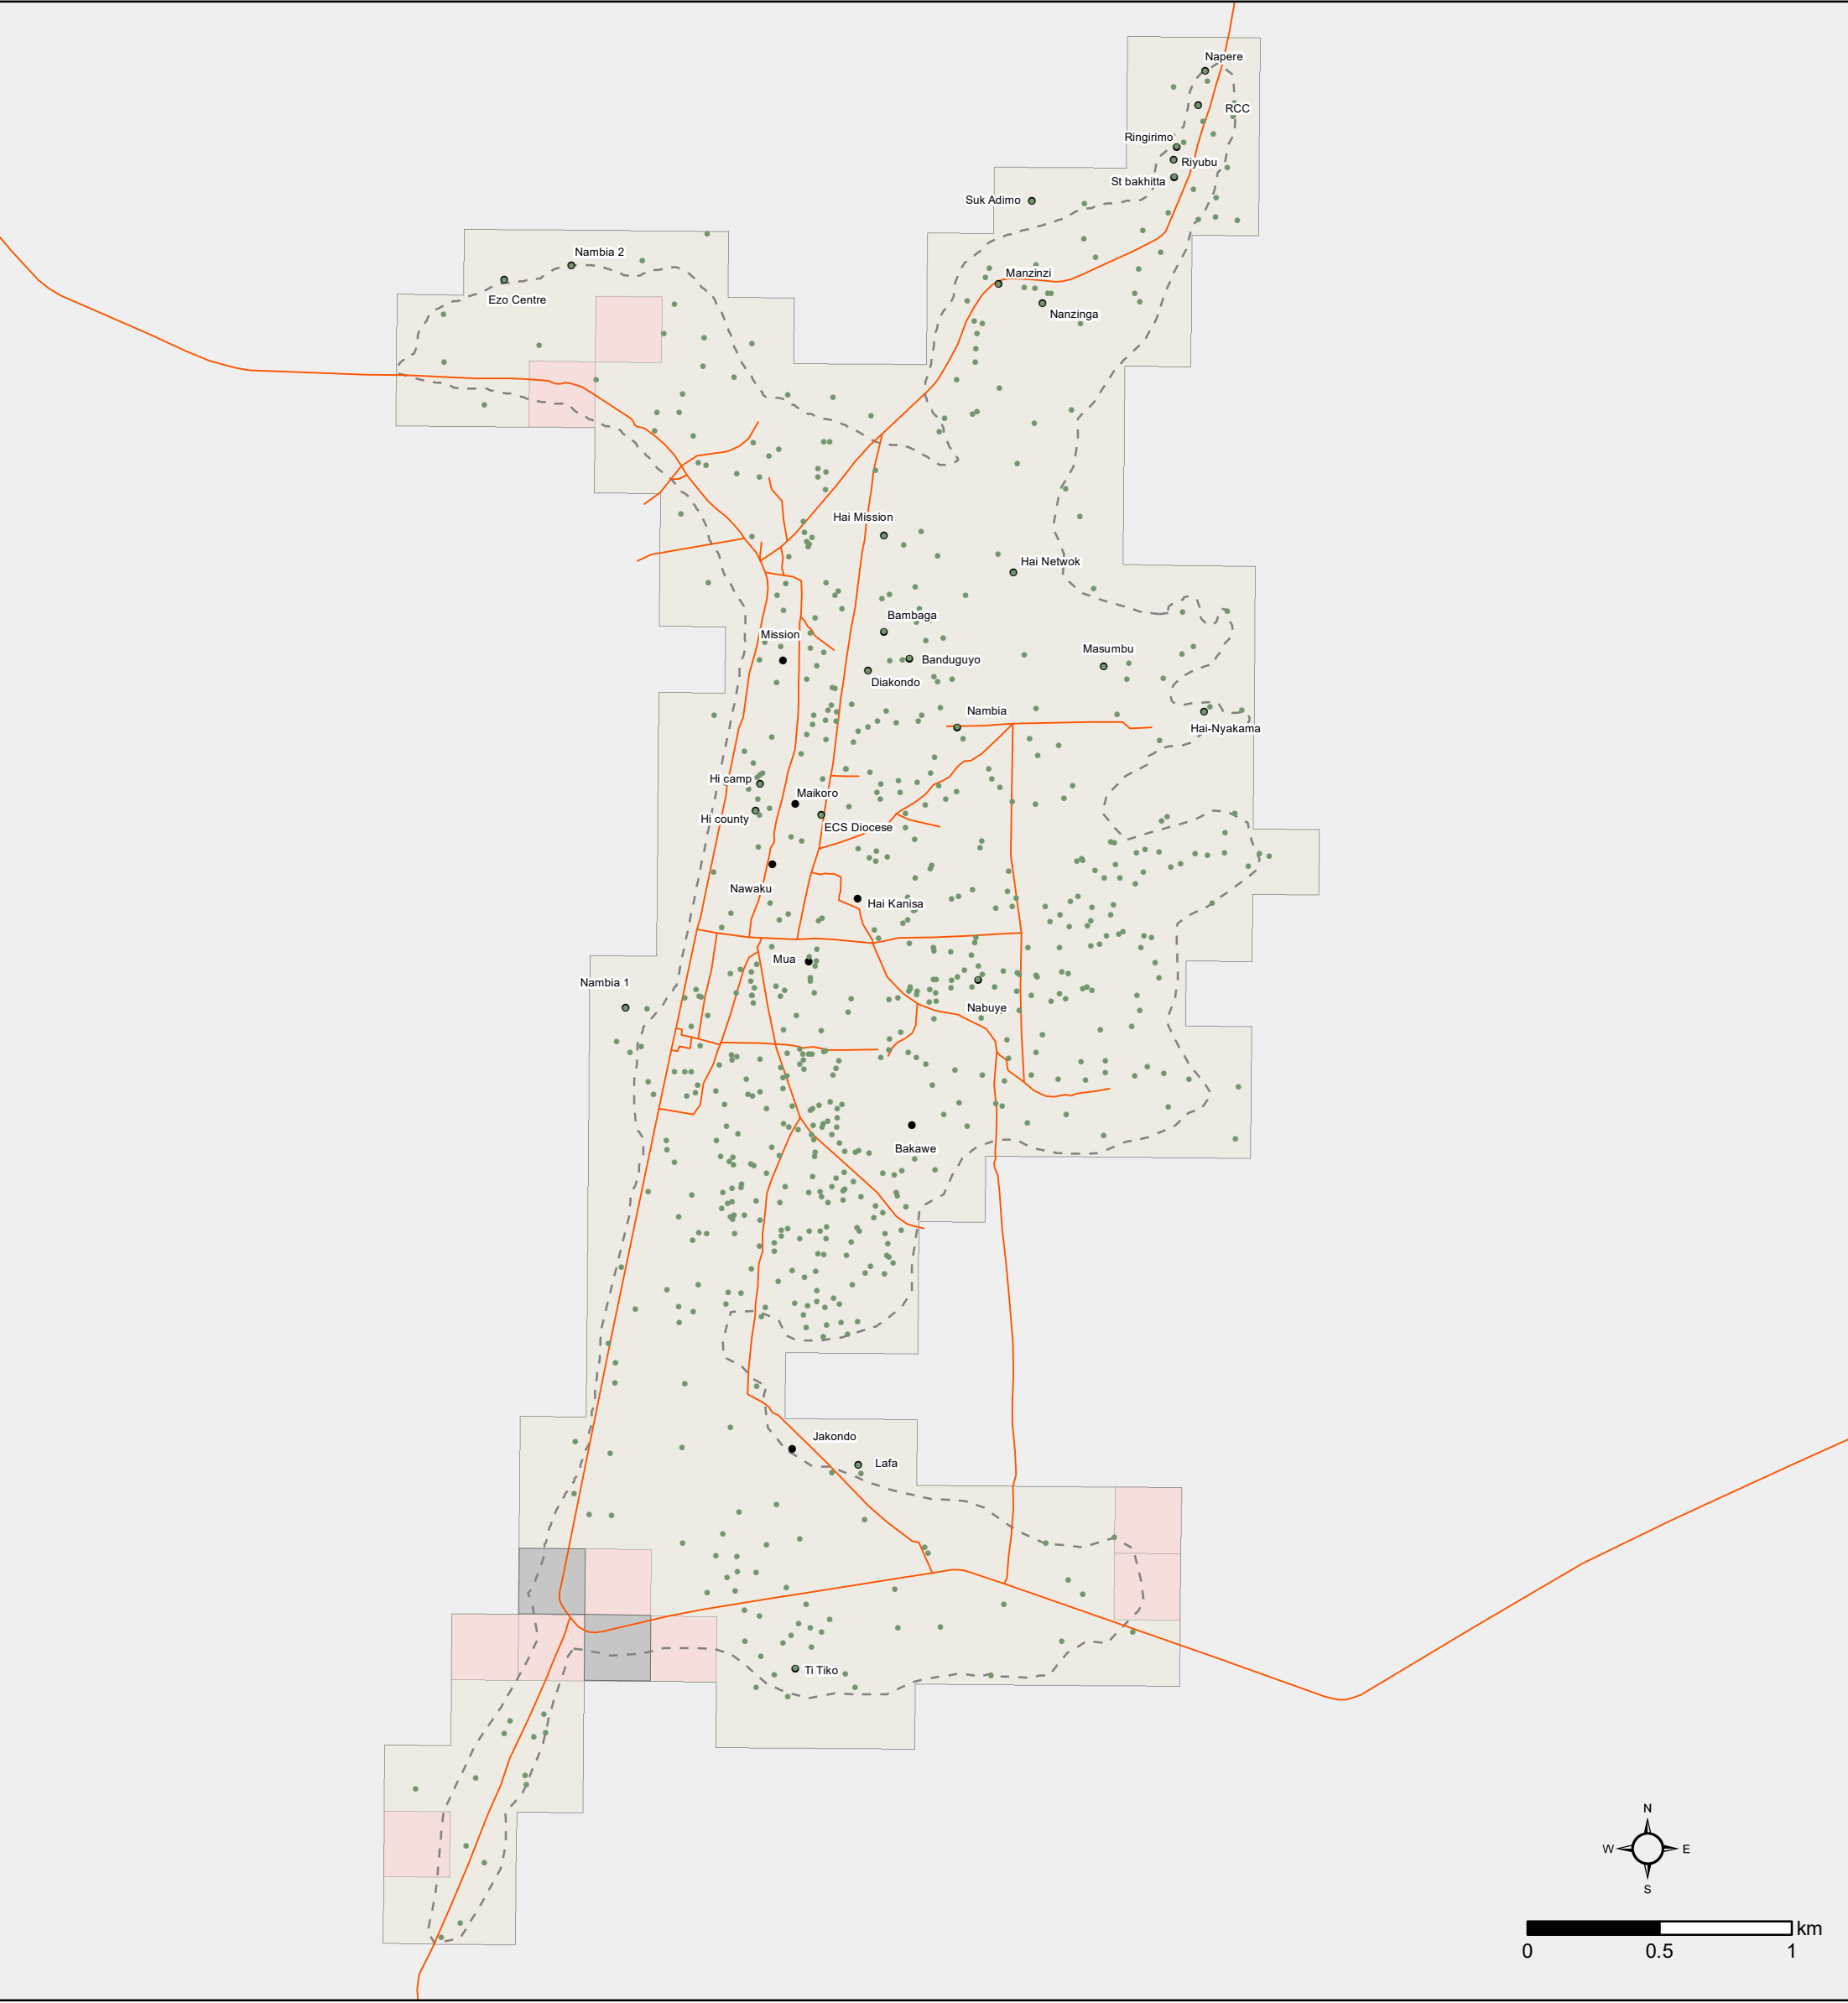 Napere
RCC
Ringirimo
Riyubu
St bakhitta
Suk Adimo
Nambia 2
Manzinzi
Ezo Centre
Nanzinga
Hai Mission
Hai Netwok
Bambaga
Mission
Masumbu
Banduguyo
Diakondo
Nambia
Hai-Nyakama
Hi camp
Maikoro
Hi county
ECS Diocese
Nawaku
Hai Kanisa
Mua
Nambia 1
Nabuye
Bakawe
Jakondo
Lafa
Ti Tiko
N
W E
S
km
0 0.5 1